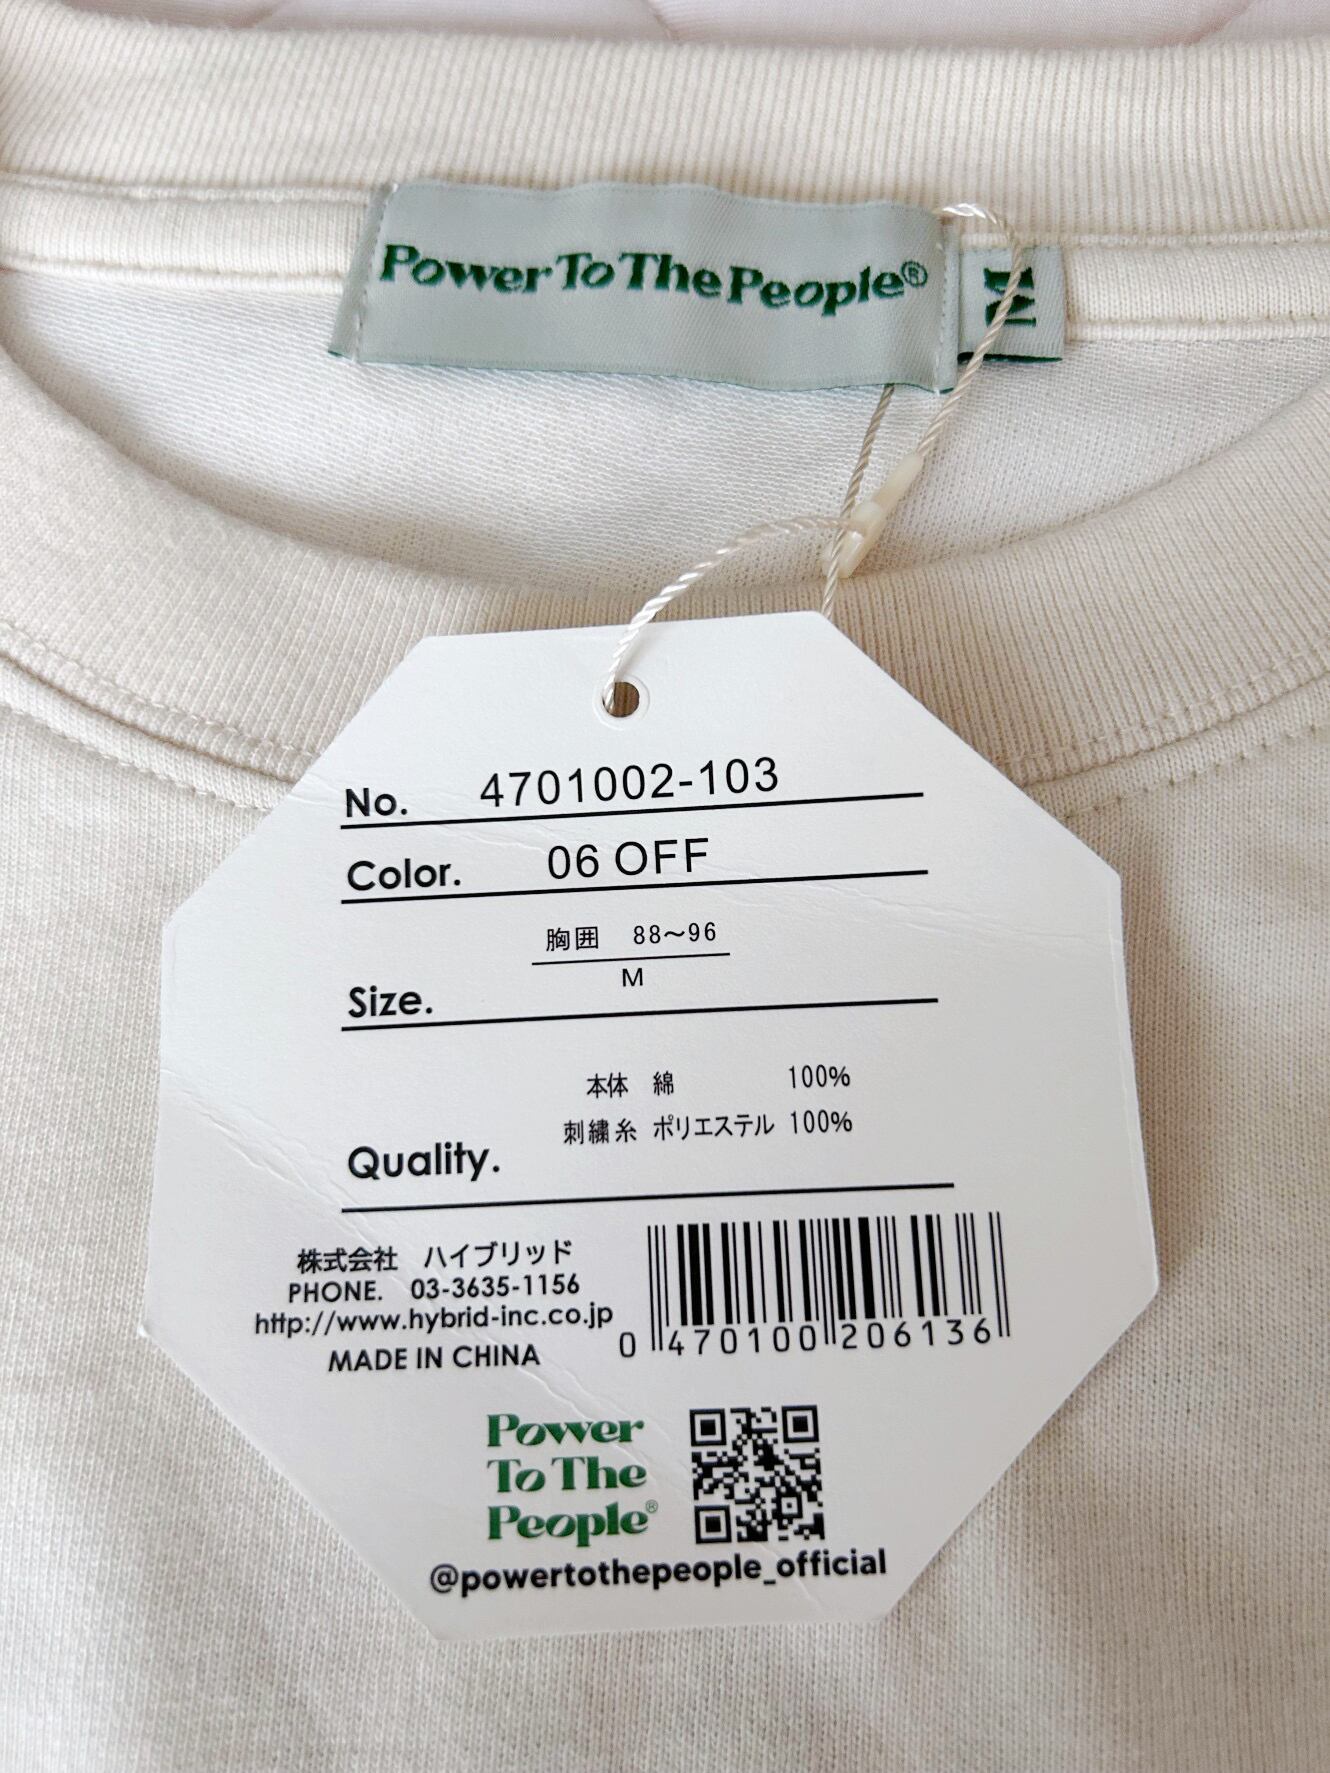 Power To The People®
M
No. 4701002-103
Color. 06 OFF
胸囲 88〜96
M
Size.
本体 綿 100%
刺繍糸 ポリエステル 100%
Quality.
株式会社 ハイブリッド
PHONE. 03-3635-1156
http://www.hybrid-inc.co.jp
MADE IN CHINA
0 470100 206136
Power
To The
People®
@powertothepeople_official